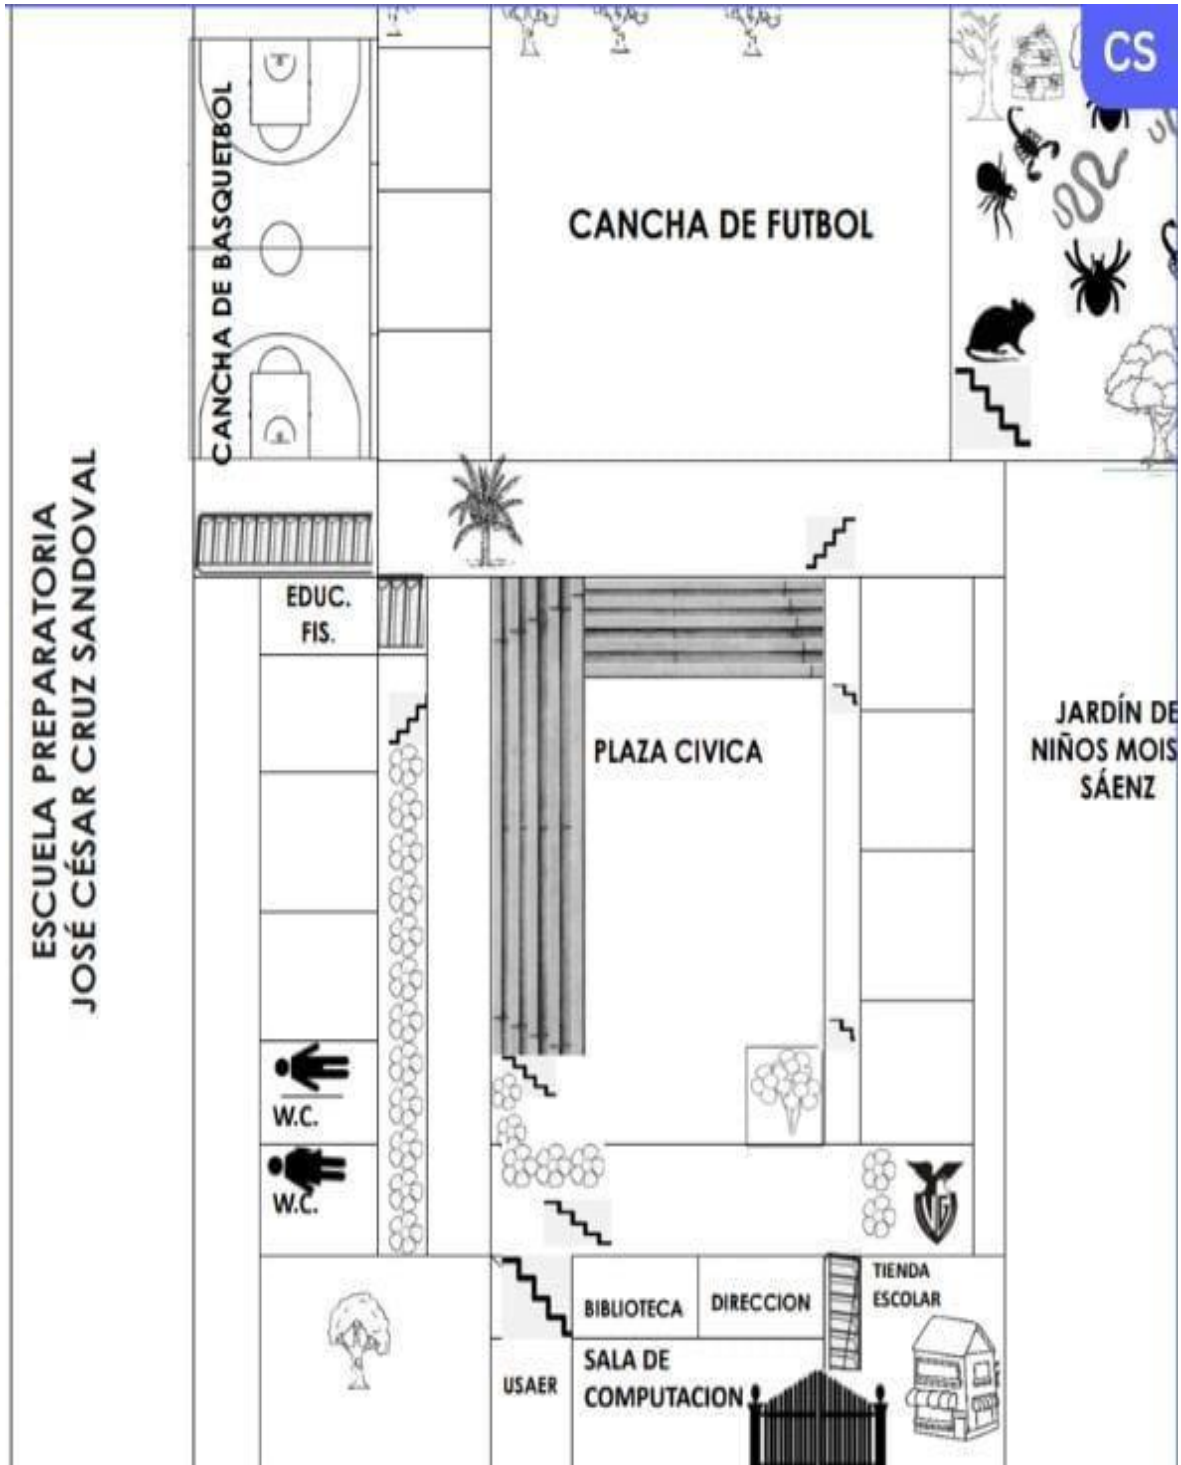 CS
CANCHA DE BASQUETBOL
CANCHA DE FUTBOL
ESCUELA PREPARATORIA
JOSÉ CÉSAR CRUZ SANDOVAL
EDUC.
FIS.
PLAZA CIVICA
JARDÍN DE
NIÑOS MOIS
SÁENZ
W.C.
W.C.
VG
BIBLIOTECA
DIRECCION
TIENDA
ESCOLAR
USAER
SALA DE
COMPUTACION